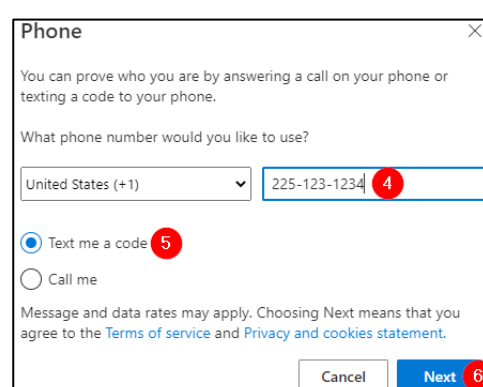 Phone
You can prove who you are by answering a call on your phone or
texting a code to your phone.
What phone number would you like to use?
United States (+1) 225-123-1234 4
Text me a code 5
Call me
Message and data rates may apply. Choosing Next means that you
agree to the Terms of service and Privacy and cookies statement.
Cancel Next 6